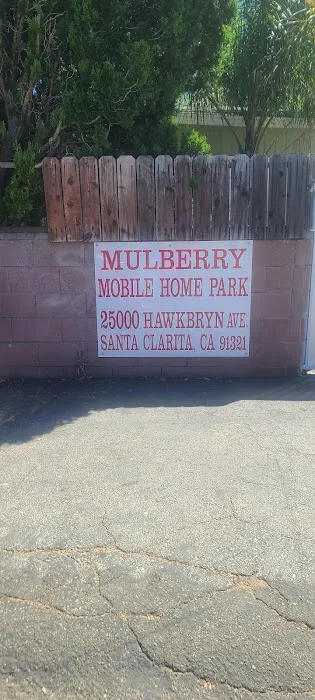 MULBERRY
MOBILE HOME PARK
25000 HAWKBRYN AVE.
SANTA CLARITA, CA 91321